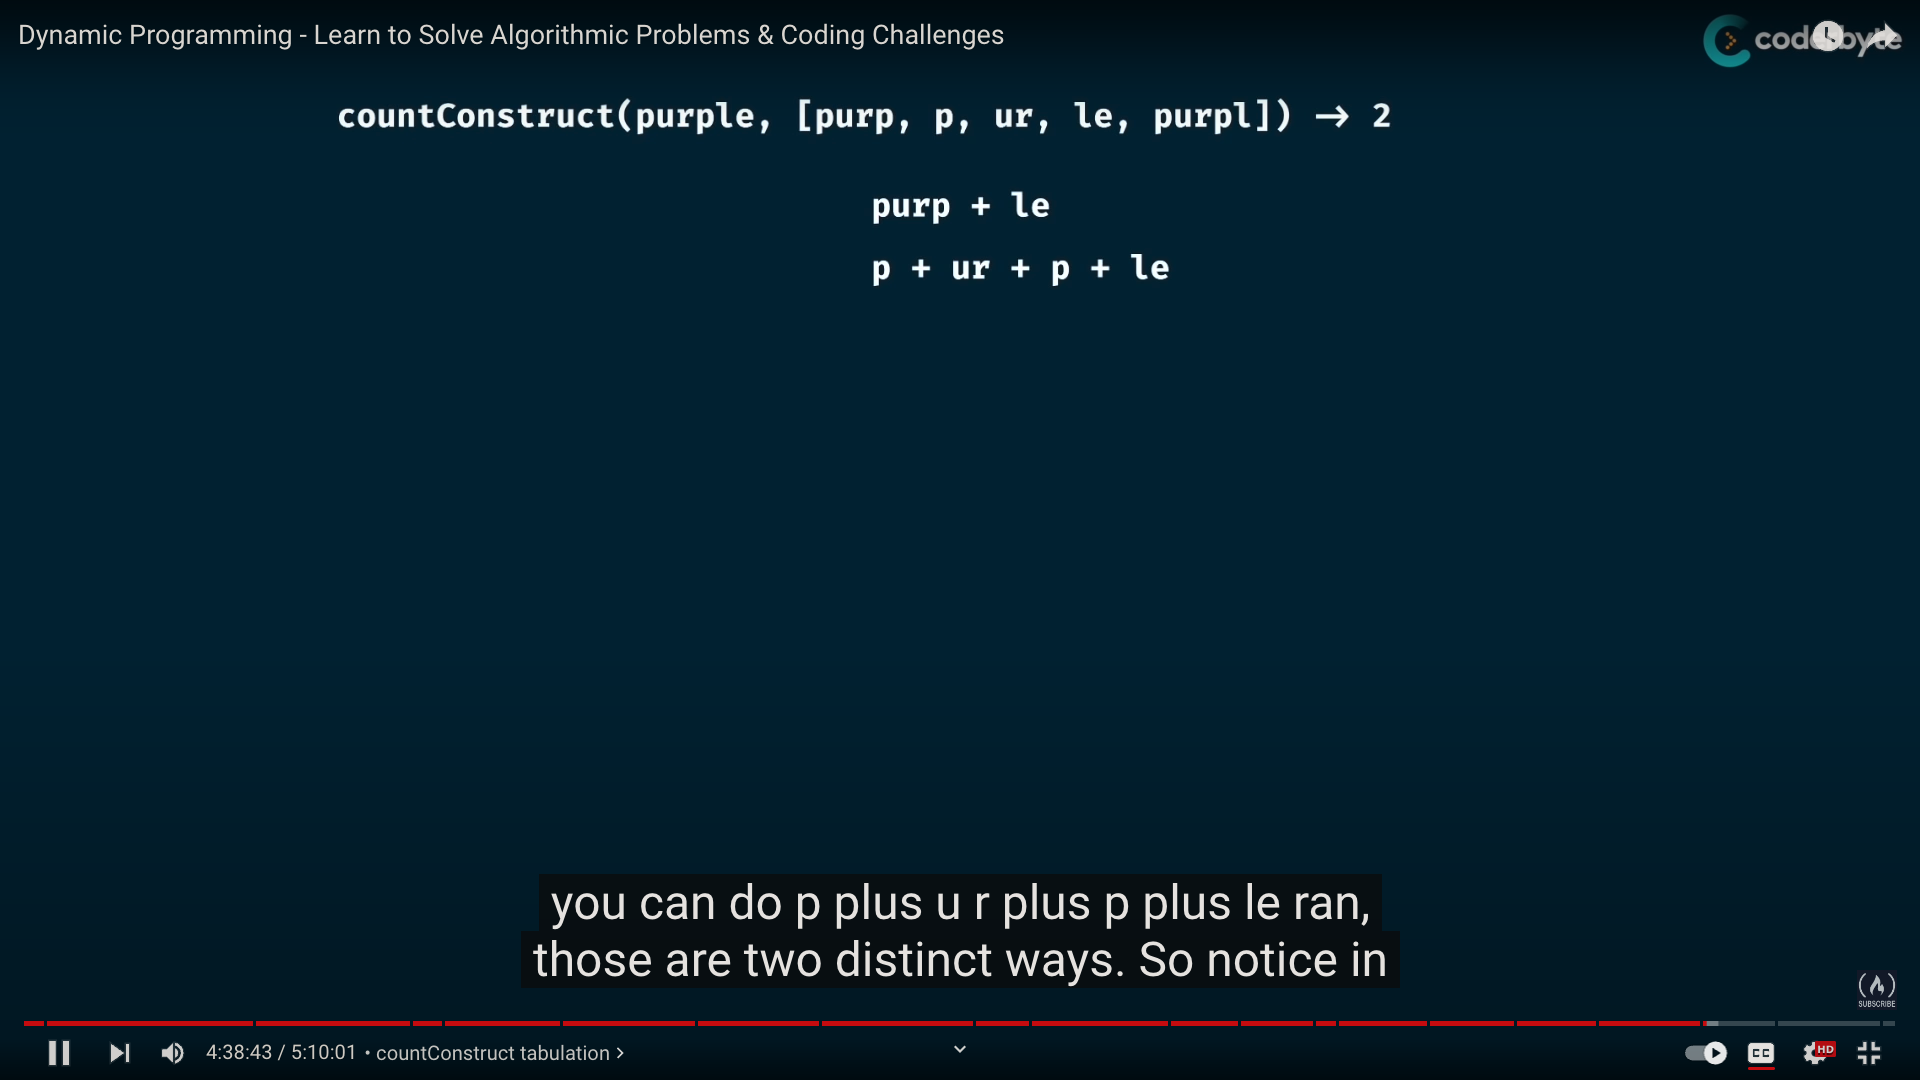 Dynamic Programming - Learn to Solve Algorithmic Problems & Coding Challenges
coderbyte
countConstruct(purple, [purp, p, ur, le, purpl]) → 2
purp + le
p + ur + p + le
you can do p plus u r plus p plus le ran,
those are two distinct ways. So notice in
SUBSCRIBE
4:38:43 / 5:10:01 • countConstruct tabulation >
CC
HD